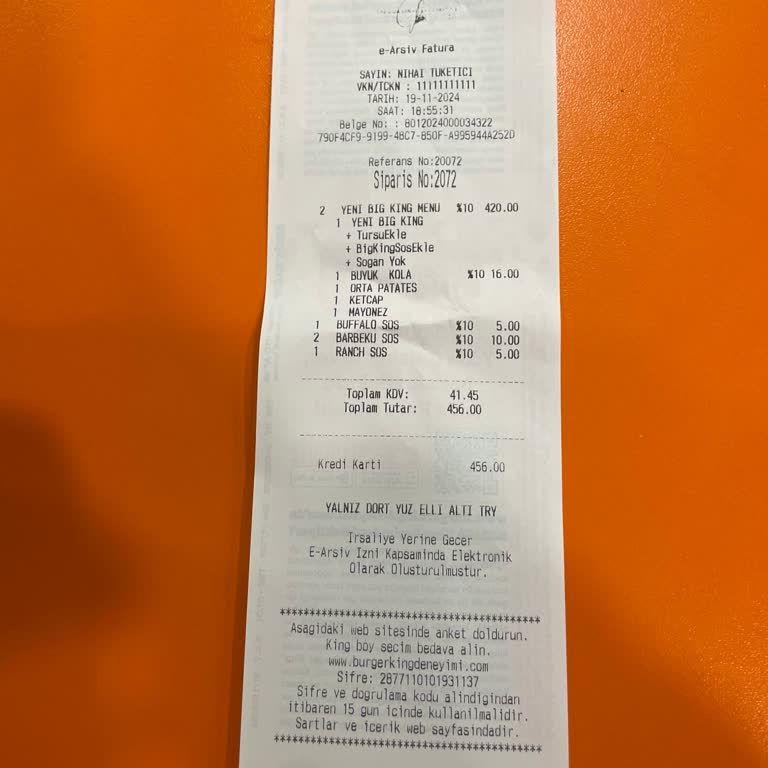 e-Arsiv Fatura
SAYIN: NIHAI TUKETICI
VKN/TCKN : 11111111111
TARIH: 19-11-2024
SAAT: 18:55:31
Belge No: : B012024000034322
790F4CF9-9199-48C7-850F-A995944A252D
Referans No:20072
Siparis No:2072
2 YENI BIG KING MENU %10 420.00
1 YENI BIG KING
+ TursuEkle
+ BigKingSosEkle
+ Sogan Yok
1 BUYUK KOLA %10 16.00
1 ORTA PATATES
1 KETCAP
1 MAYONEZ
1 BUFFALO SOS %10 5.00
2 BARBEKU SOS %10 10.00
1 RANCH SOS %10 5.00
Toplam KDV: 41.45
Toplam Tutar: 456.00
Kredi Karti 456.00
YALNIZ DORT YUZ ELLI ALTI TRY
Irsaliye Yerine Gecer
E-Arsiv Izni Kapsaminda Elektronik
Olarak Olusturulmustur.
****************************************
Asagidaki web sitesinde anket doldurun.
King boy secim bedava alin.
www.burgerkingdeneyimi.com
Sifre: 2877110101931137
Sifre ve dogrulama kodu alindigindan
itibaren 15 gun icinde kullanilmalidir.
Sartlar ve icerik web sayfasindadir.
****************************************